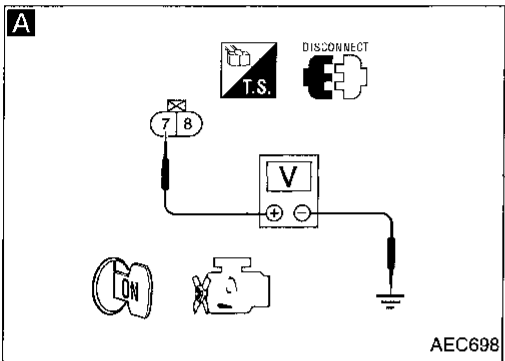 A
DISCONNECT
T.S.
7 8
V
+ −
ON
AEC698